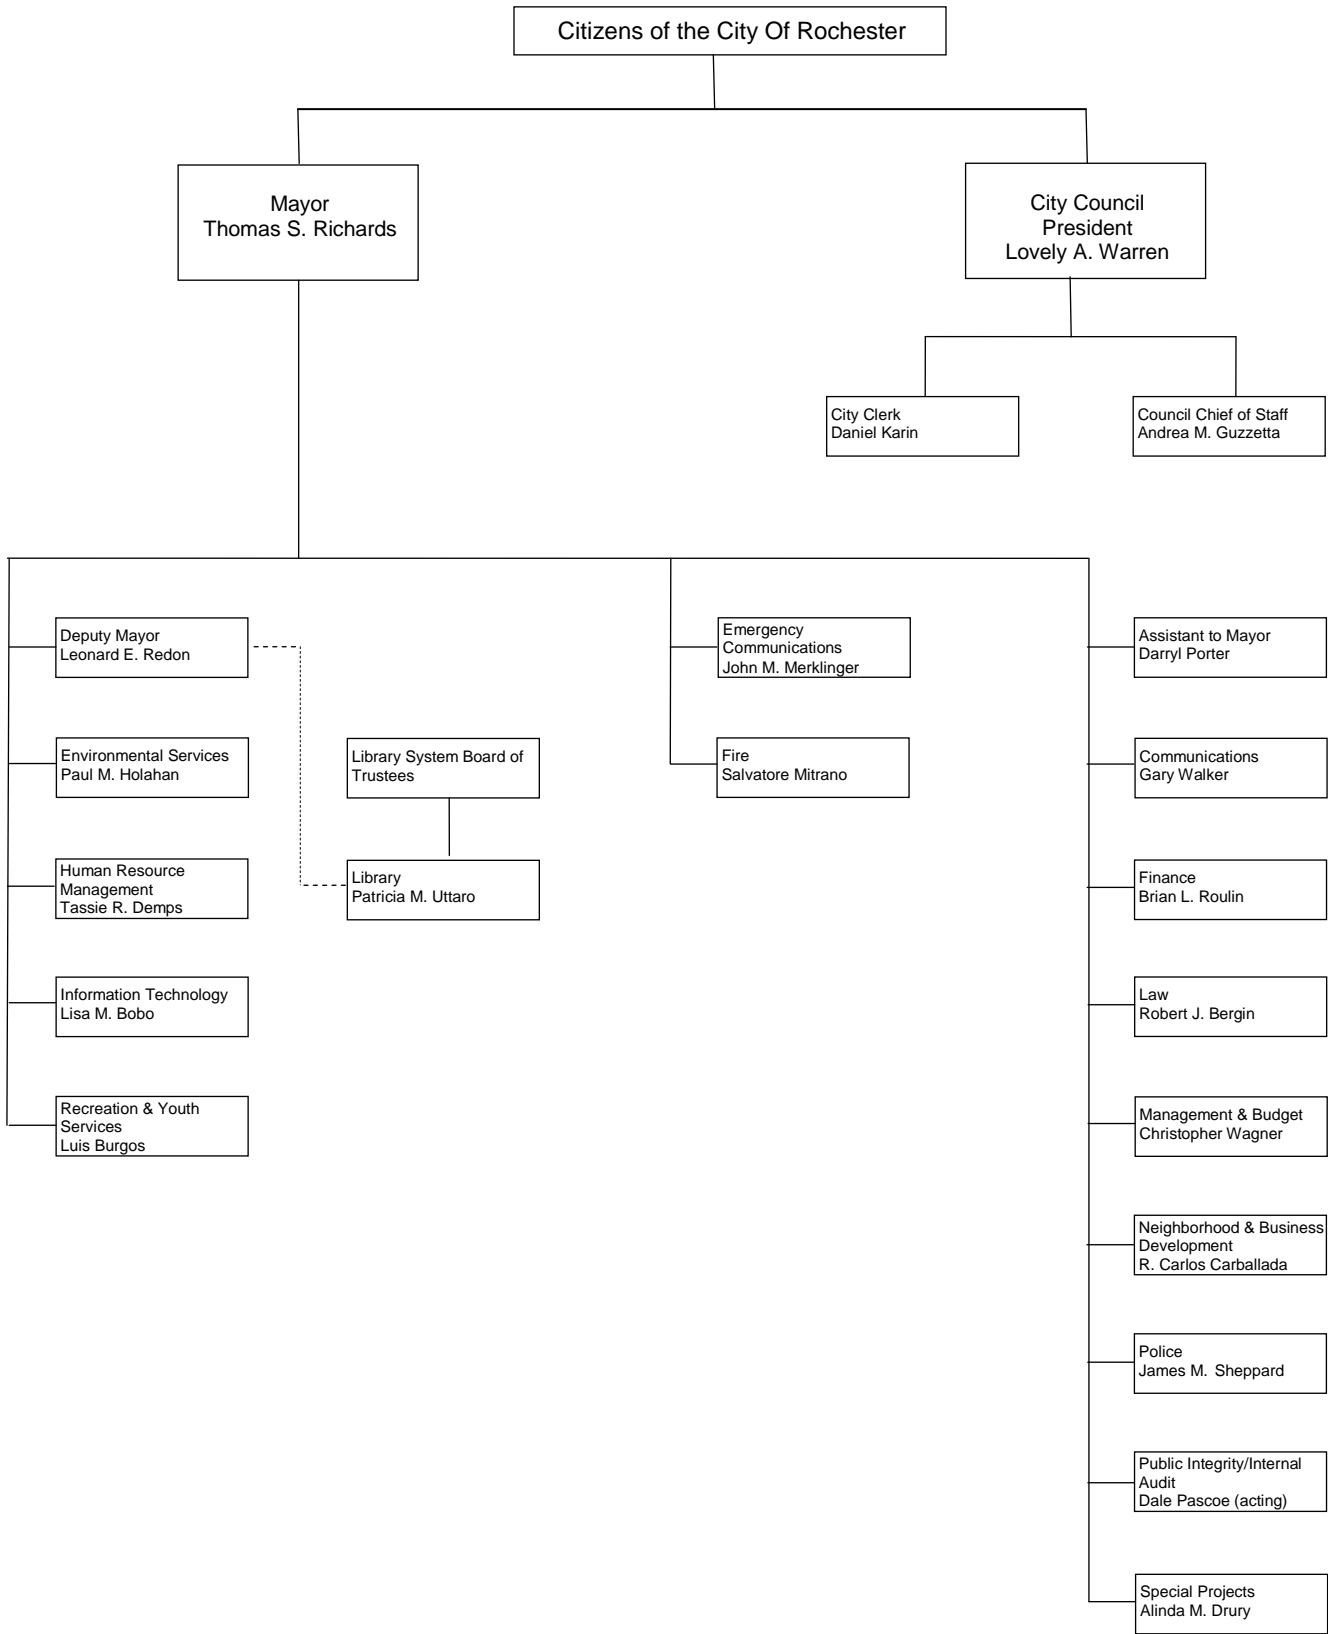 Citizens of the City Of Rochester
Mayor
Thomas S. Richards
City Council
President
Lovely A. Warren
City Clerk
Daniel Karin
Council Chief of Staff
Andrea M. Guzzetta
Deputy Mayor
Leonard E. Redon
Environmental Services
Paul M. Holahan
Human Resource
Management
Tassie R. Demps
Information Technology
Lisa M. Bobo
Recreation & Youth
Services
Luis Burgos
Library System Board of
Trustees
Library
Patricia M. Uttaro
Emergency
Communications
John M. Merklinger
Fire
Salvatore Mitrano
Assistant to Mayor
Darryl Porter
Communications
Gary Walker
Finance
Brian L. Roulin
Law
Robert J. Bergin
Management & Budget
Christopher Wagner
Neighborhood & Business
Development
R. Carlos Carballada
Police
James M. Sheppard
Public Integrity/Internal
Audit
Dale Pascoe (acting)
Special Projects
Alinda M. Drury